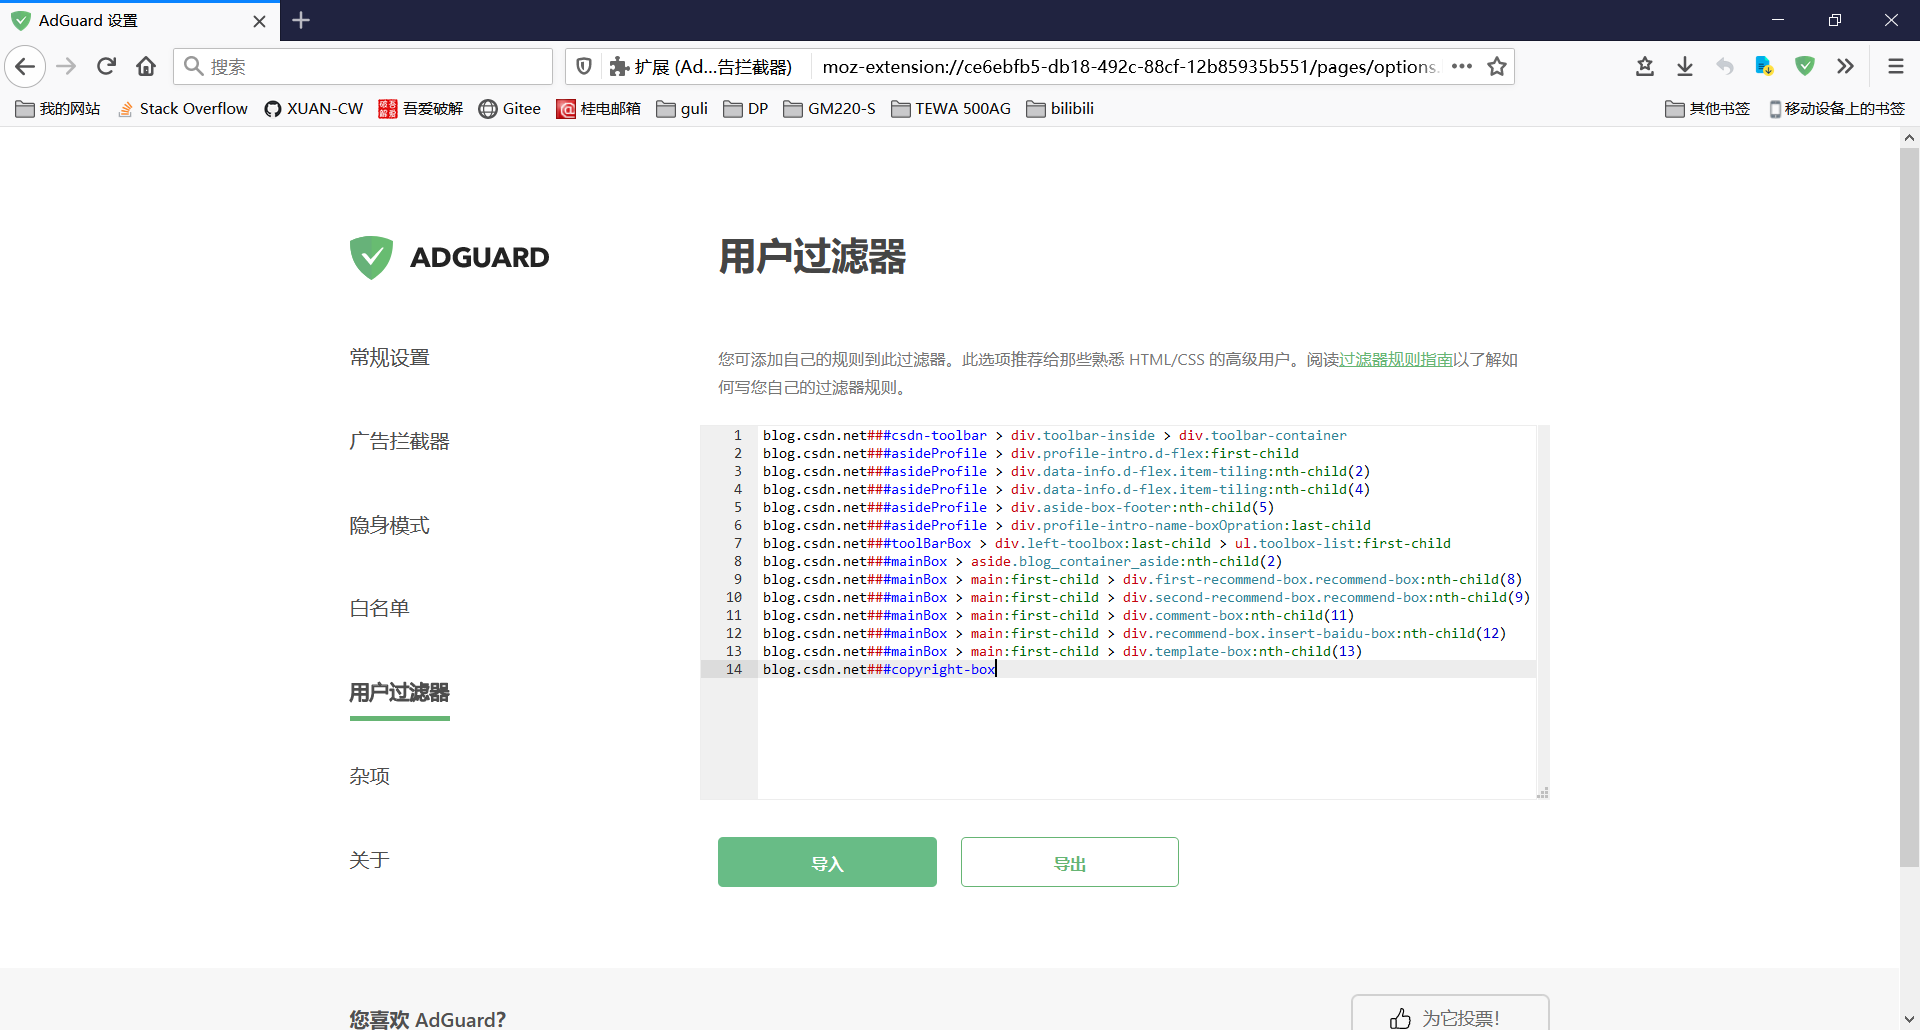 AdGuard 设置
搜索
扩展 (Ad...告拦截器)
moz-extension://ce6ebfb5-db18-492c-88cf-12b85935b551/pages/options.
我的网站
Stack Overflow
XUAN-CW
吾爱破解
Gitee
桂电邮箱
guli
DP
GM220-S
TEWA 500AG
bilibili
其他书签
移动设备上的书签
ADGUARD
常规设置
广告拦截器
隐身模式
白名单
用户过滤器
杂项
关于
用户过滤器
您可添加自己的规则到此过滤器。此选项推荐给那些熟悉 HTML/CSS 的高级用户。阅读过滤器规则指南以了解如
何写您自己的过滤器规则。
1 blog.csdn.net###csdn-toolbar > div.toolbar-inside > div.toolbar-container
2 blog.csdn.net###asideProfile > div.profile-intro.d-flex:first-child
3 blog.csdn.net###asideProfile > div.data-info.d-flex.item-tiling:nth-child(2)
4 blog.csdn.net###asideProfile > div.data-info.d-flex.item-tiling:nth-child(4)
5 blog.csdn.net###asideProfile > div.aside-box-footer:nth-child(5)
6 blog.csdn.net###asideProfile > div.profile-intro-name-boxOpration:last-child
7 blog.csdn.net###toolBarBox > div.left-toolbox:last-child > ul.toolbox-list:first-child
8 blog.csdn.net###mainBox > aside.blog_container_aside:nth-child(2)
9 blog.csdn.net###mainBox > main:first-child > div.first-recommend-box.recommend-box:nth-child(8)
10 blog.csdn.net###mainBox > main:first-child > div.second-recommend-box.recommend-box:nth-child(9)
11 blog.csdn.net###mainBox > main:first-child > div.comment-box:nth-child(11)
12 blog.csdn.net###mainBox > main:first-child > div.recommend-box.insert-baidu-box:nth-child(12)
13 blog.csdn.net###mainBox > main:first-child > div.template-box:nth-child(13)
14 blog.csdn.net###copyright-box
导入
导出
您喜欢 AdGuard?
为它投票!